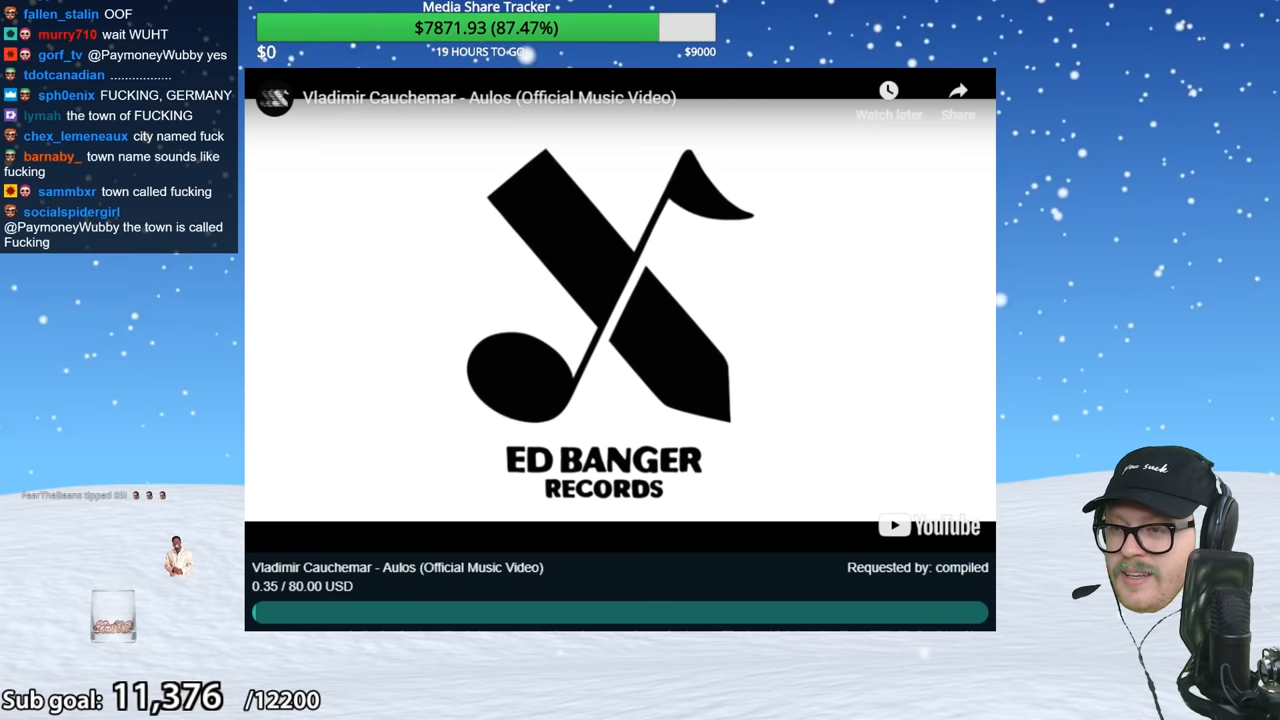 fallen_stalin OOF
murry710 wait WUHT
gorf_tv @PaymoneyWubby yes
tdotcanadian .................
sph0enix FUCKING, GERMANY
lymah the town of FUCKING
chex_lemeneaux city named fuck
barnaby_ town name sounds like
fucking
sammbxr town called fucking
socialspidergirl
@PaymoneyWubby the town is called
Fucking
Media Share Tracker
$7871.93 (87.47%)
$0
19 HOURS TO GO
$9000
Vladimir Cauchemar - Aulos (Official Music Video)
Watch later
Share
ED BANGER
RECORDS
YouTube
Vladimir Cauchemar - Aulos (Official Music Video)
Requested by: compiled
0.35 / 80.00 USD
FearTheBeans tipped
you suck
Sub goal: 11,376 /12200